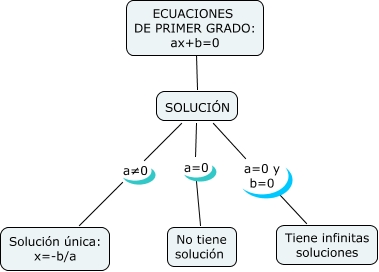 ECUACIONES
DE PRIMER GRADO:
ax+b=0
SOLUCIÓN
a≠0
a=0
a=0 y
b=0
Solución única:
x=-b/a
No tiene
solución
Tiene infinitas
soluciones